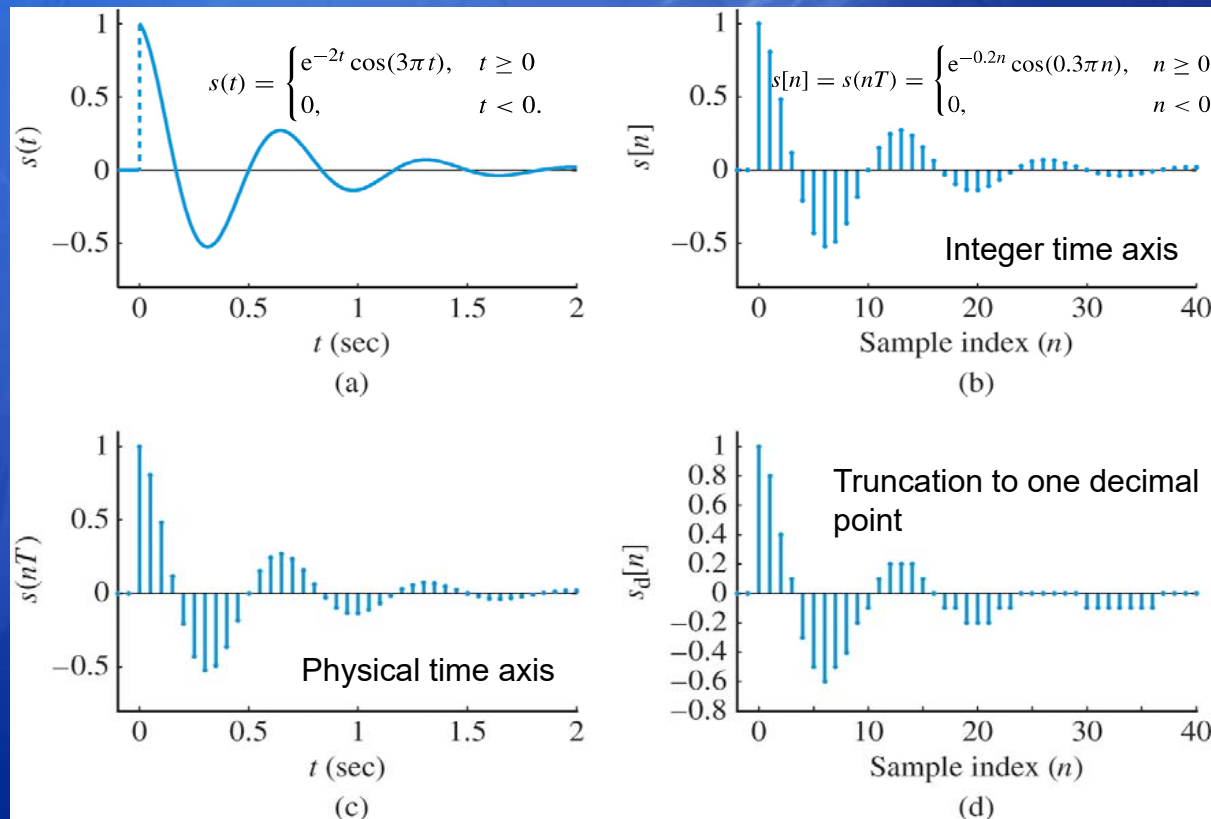 1
0.5
0
−0.5
s(t)
s(t) = { e^{−2t} cos(3πt), t ≥ 0
0, t < 0.
0 0.5 1 1.5 2
t (sec)
(a)
1
0.5
0
−0.5
s[n]
s[n] = s(nT) = { e^{−0.2n} cos(0.3πn), n ≥ 0
0, n < 0
Integer time axis
0 10 20 30 40
Sample index (n)
(b)
1
0.5
0
−0.5
s(nT)
Physical time axis
0 0.5 1 1.5 2
t (sec)
(c)
1
0.8
0.6
0.4
0.2
0
−0.2
−0.4
−0.6
−0.8
s_d[n]
Truncation to one decimal
point
0 10 20 30 40
Sample index (n)
(d)